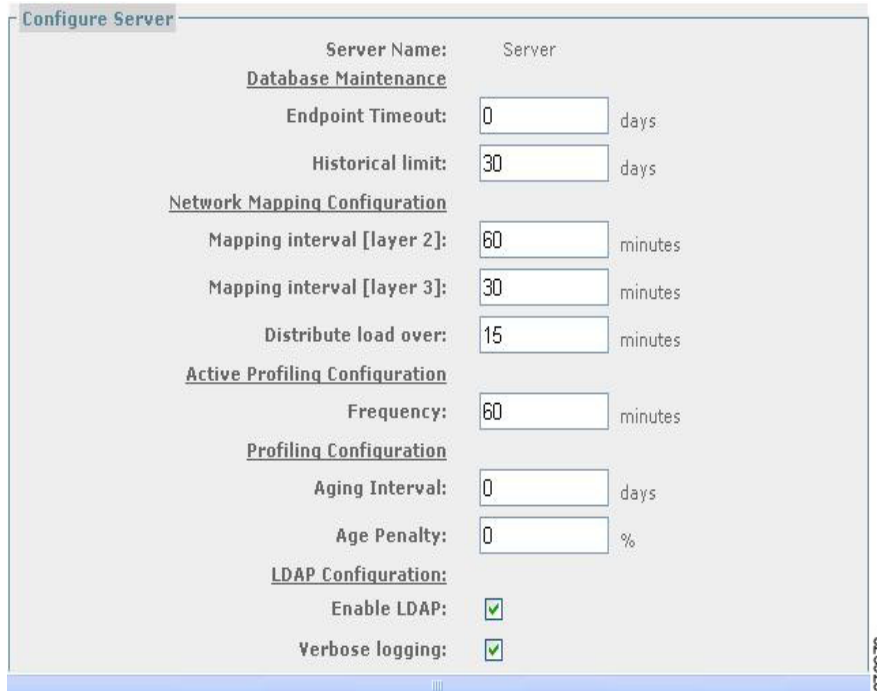 Configure Server
Server Name: Server
Database Maintenance
Endpoint Timeout: 0 days
Historical limit: 30 days
Network Mapping Configuration
Mapping interval [layer 2]: 60 minutes
Mapping interval [layer 3]: 30 minutes
Distribute load over: 15 minutes
Active Profiling Configuration
Frequency: 60 minutes
Profiling Configuration
Aging Interval: 0 days
Age Penalty: 0 %
LDAP Configuration:
Enable LDAP:
Verbose logging: